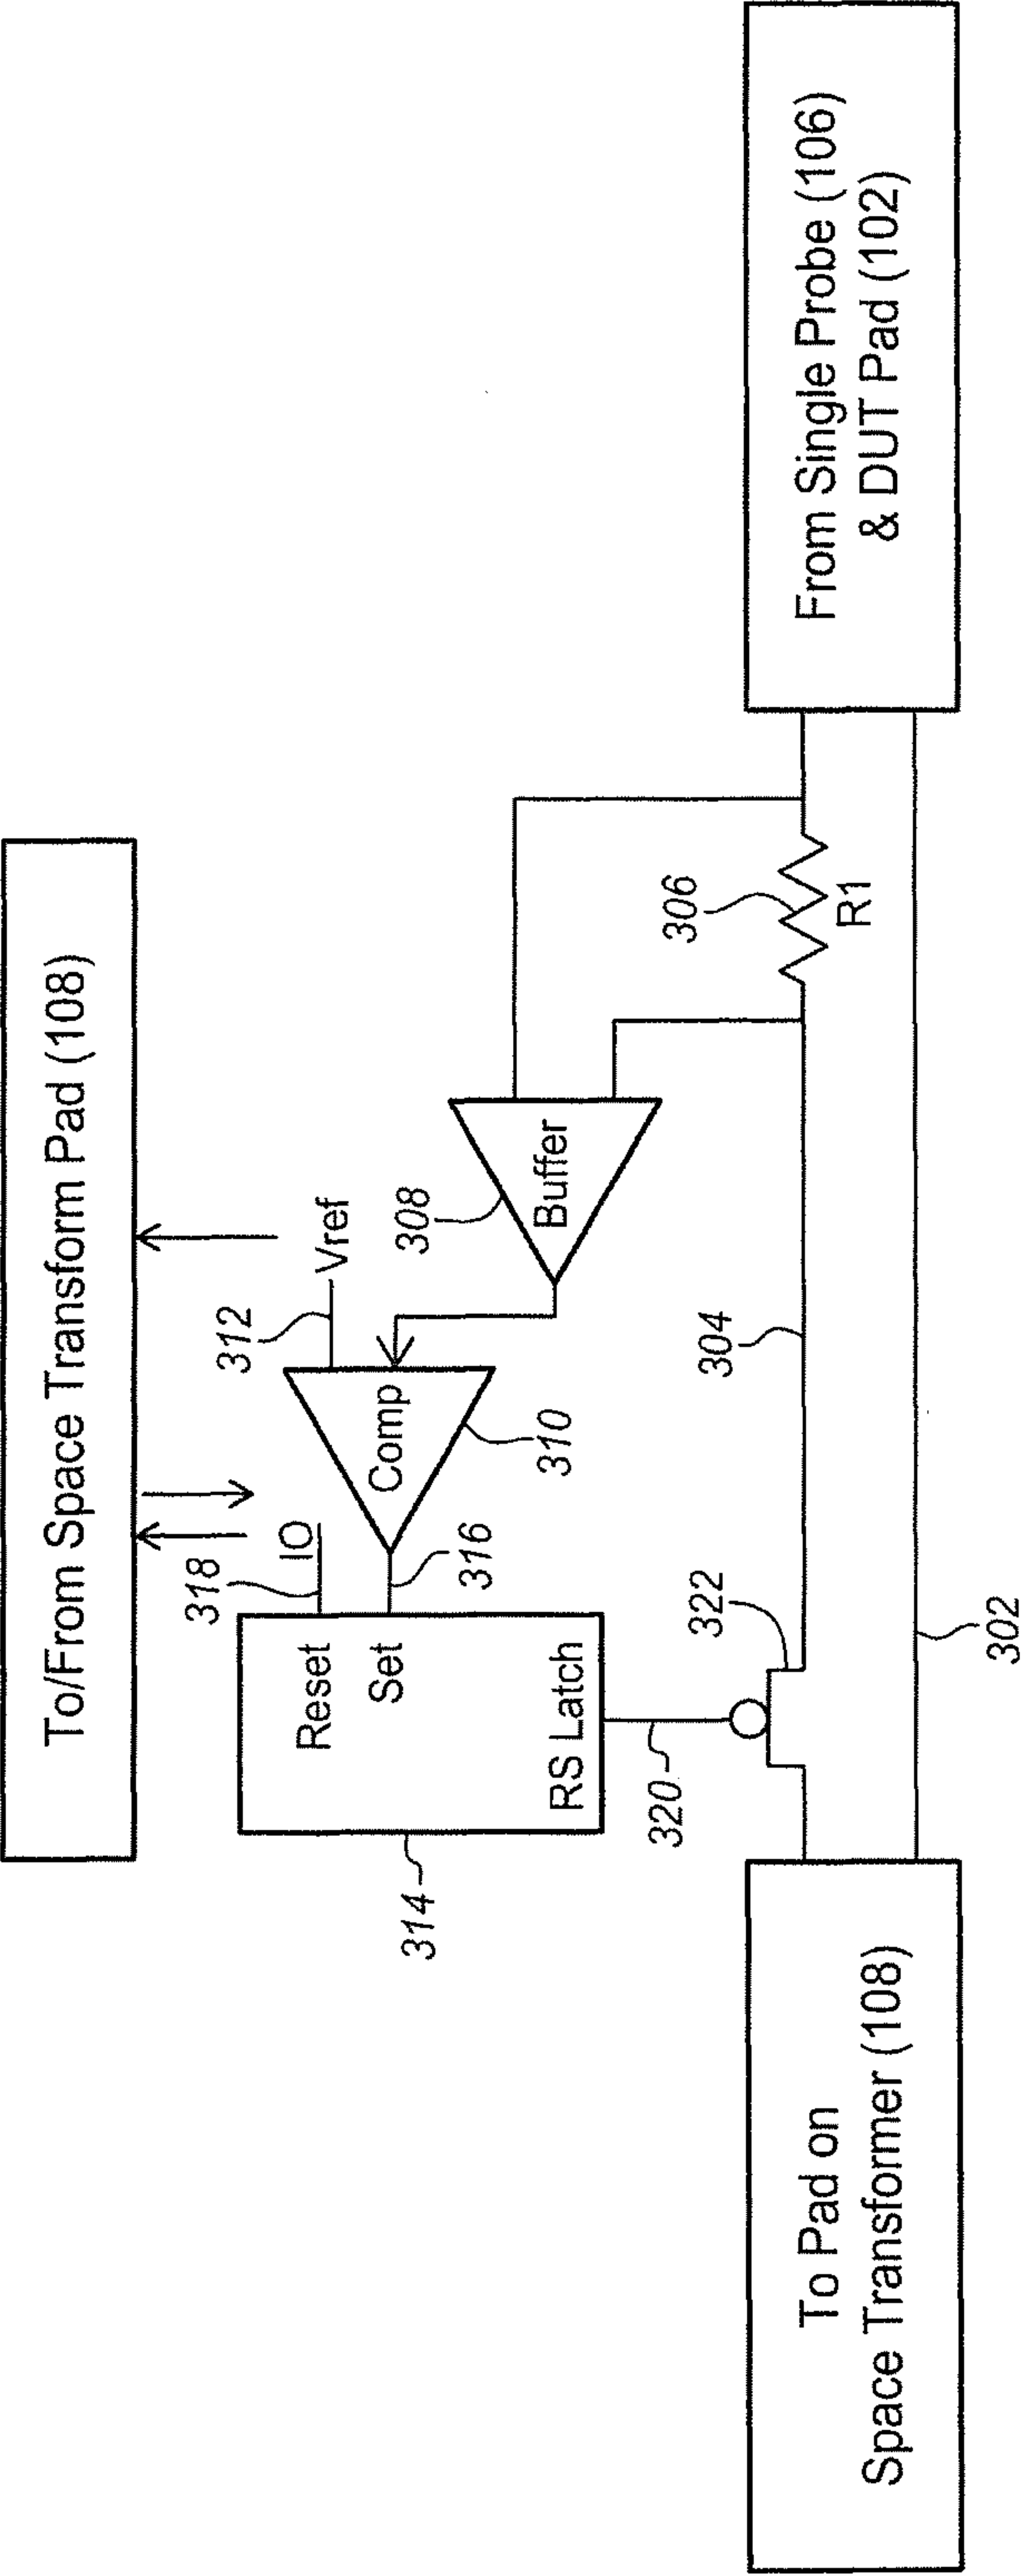 To/From Space Transform Pad (108)
314
Reset
Set
RS Latch
318
IO
316
Comp
310
312
Vref
308
Buffer
306
R1
320
322
304
302
To Pad on
Space Transformer (108)
From Single Probe (106)
& DUT Pad (102)